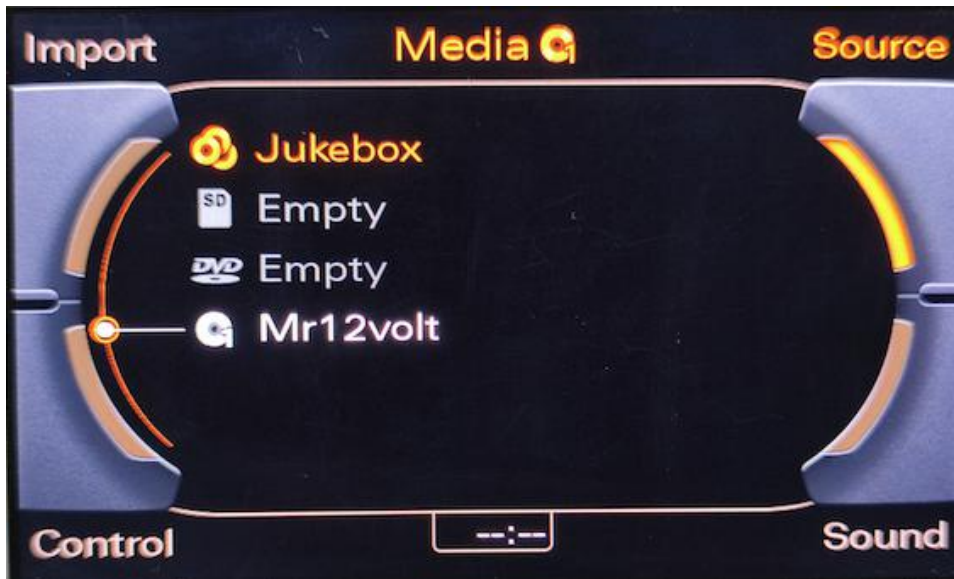 Import Media Source
Jukebox
SD Empty
DVD Empty
Mr12volt
Control --:-- Sound